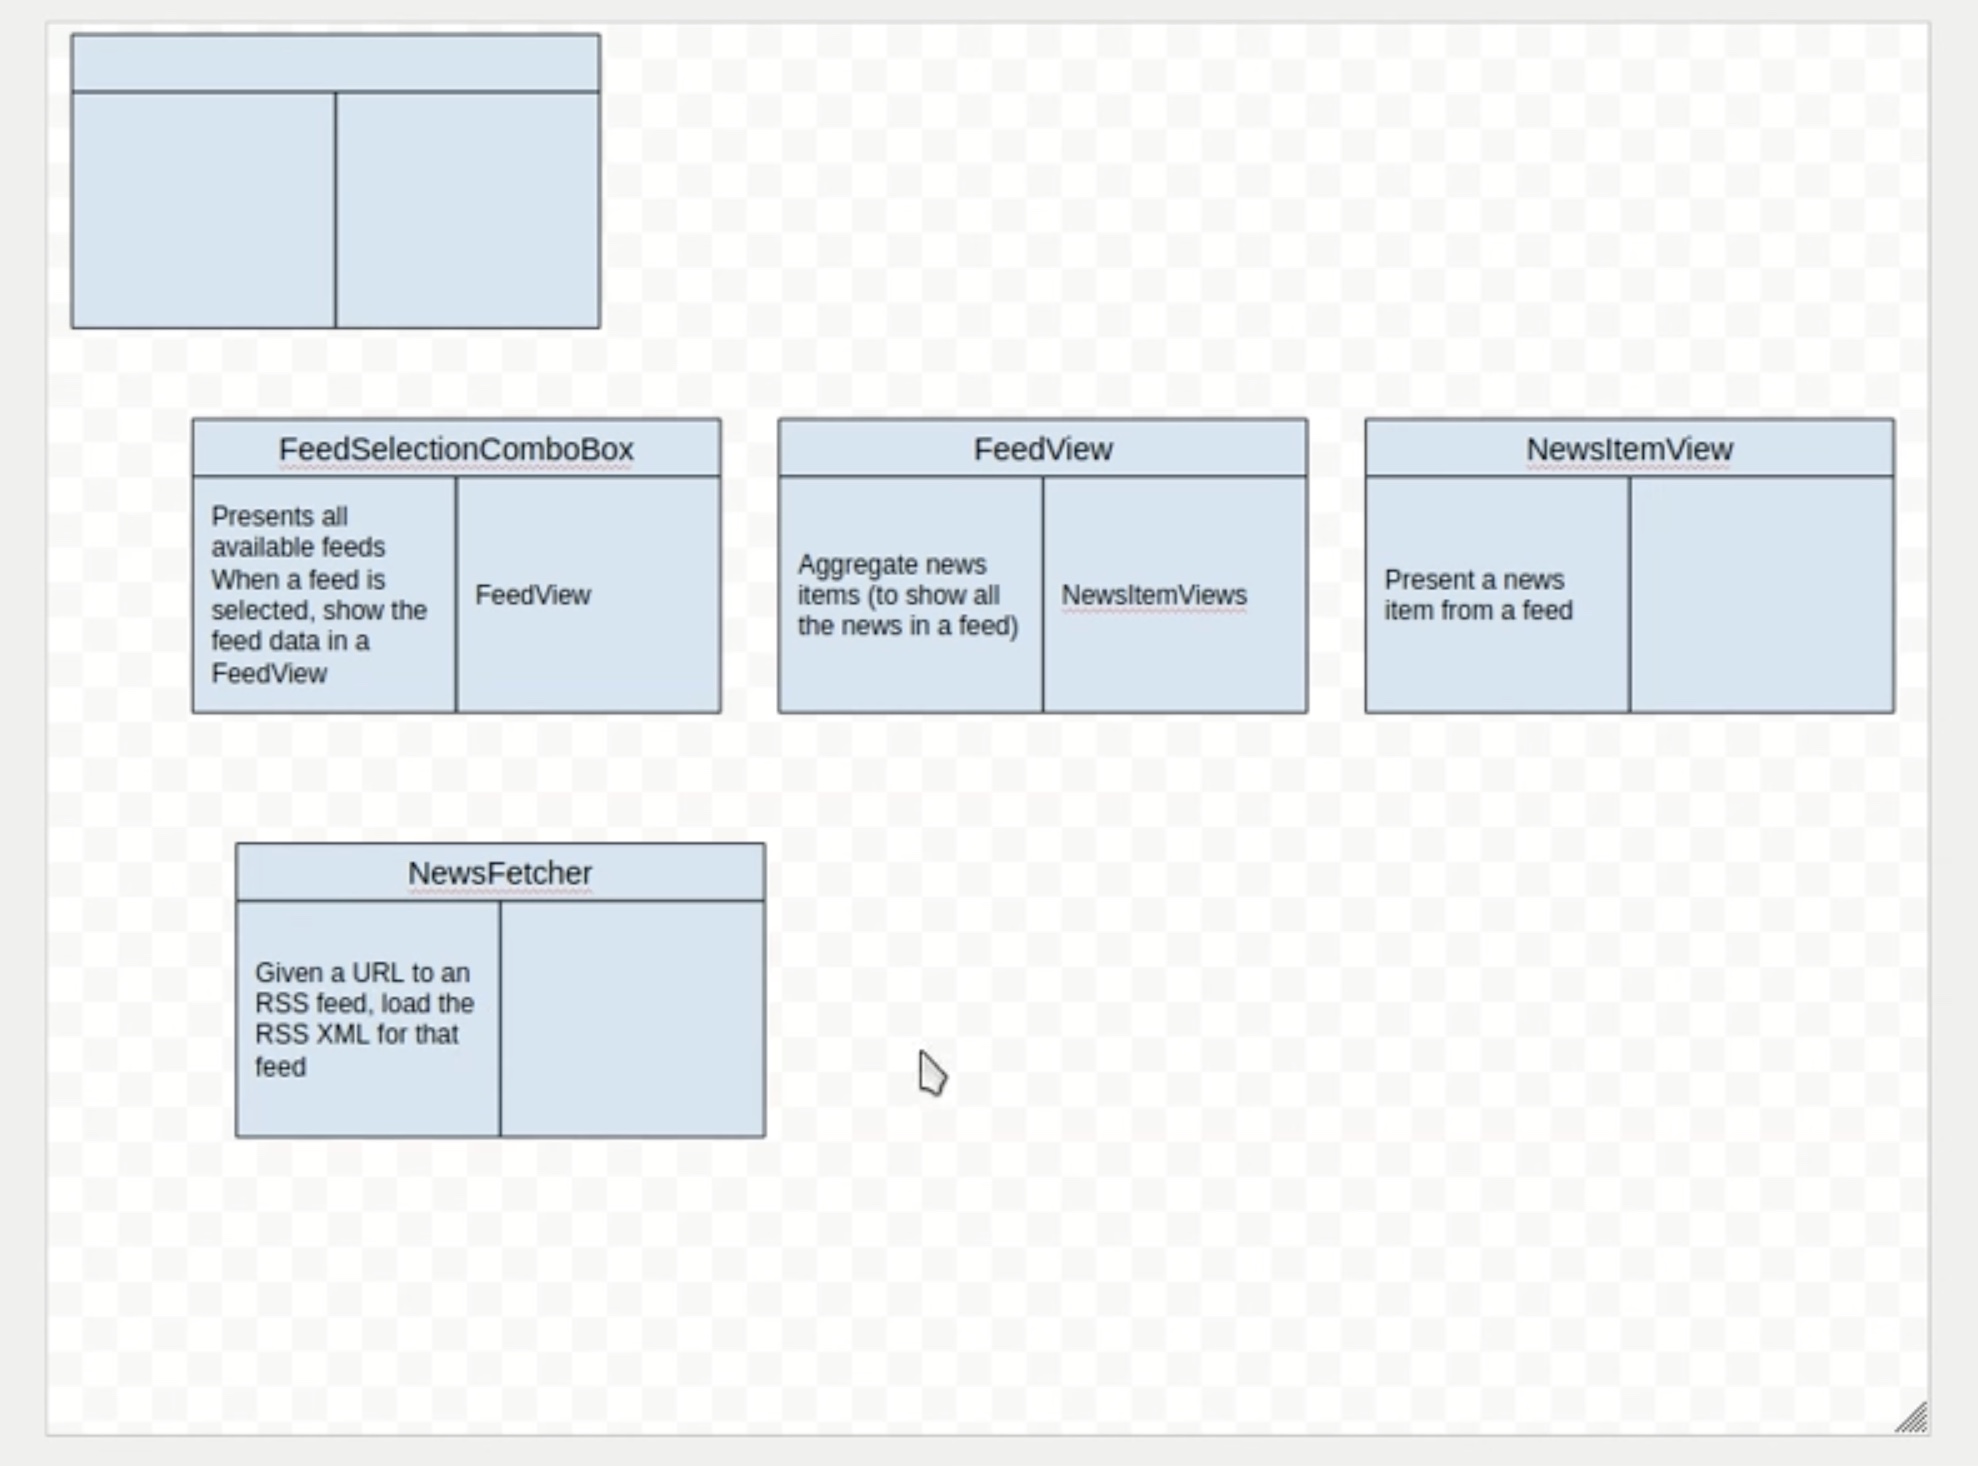 FeedSelectionComboBox
Presents all
available feeds
When a feed is
selected, show the
feed data in a
FeedView
FeedView
FeedView
Aggregate news
items (to show all
the news in a feed)
NewsItemViews
NewsItemView
Present a news
item from a feed
NewsFetcher
Given a URL to an
RSS feed, load the
RSS XML for that
feed